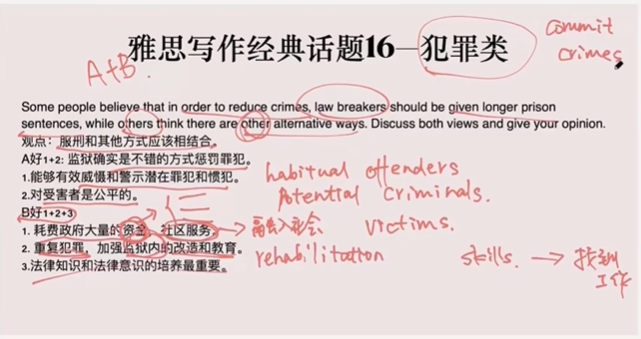 雅思写作经典话题16—犯罪类
commit
crimes
A+B.
Some people believe that in order to reduce crimes, law breakers should be given longer prison
sentences, while others think there are other alternative ways. Discuss both views and give your opinion.
观点：服刑和其他方式应该相结合。
A好1+2: 监狱确实是不错的方式惩罚罪犯。
1.能够有效威慑和警示潜在罪犯和惯犯。
habitual offenders
potential criminals.
2.对受害者是公平的。
B好1+2+3
victims.
1. 耗费政府大量的资金，社区服务。
融入社会
2. 重复犯罪，加强监狱内的改造和教育。
rehabilitation
skills. → 找到
工作
3.法律知识和法律意识的培养最重要。